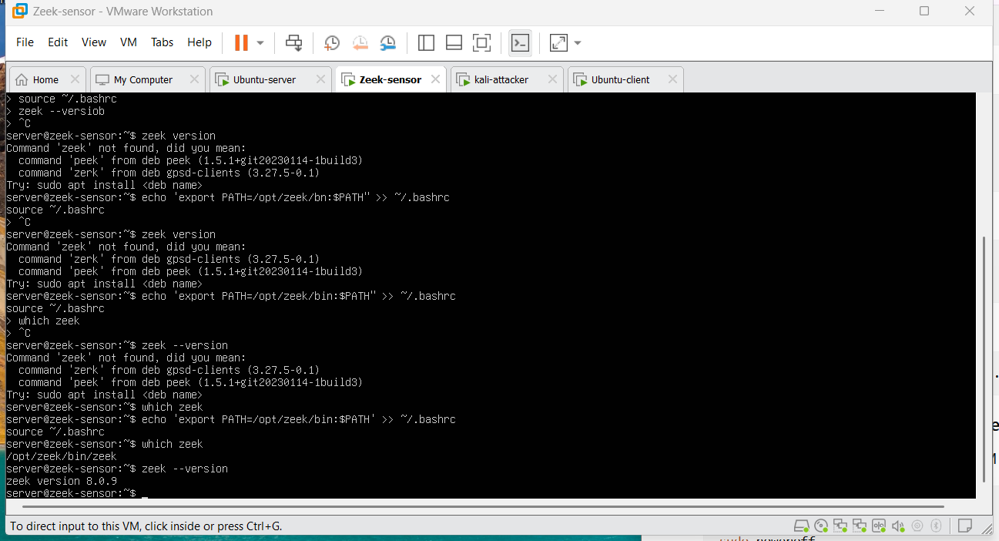 Zeek-sensor - VMware Workstation
File Edit View VM Tabs Help
Home My Computer Ubuntu-server Zeek-sensor kali-attacker Ubuntu-client
> source ~/.bashrc
> zeek --versiob
> ^C
server@zeek-sensor:~$ zeek version
Command 'zeek' not found, did you mean:
  command 'peek' from deb peek (1.5.1+git20230114-1build3)
  command 'zerk' from deb gpsd-clients (3.27.5-0.1)
Try: sudo apt install <deb name>
server@zeek-sensor:~$ echo 'export PATH=/opt/zeek/bn:$PATH" >> ~/.bashrc
source ~/.bashrc
> ^C
server@zeek-sensor:~$ zeek version
Command 'zeek' not found, did you mean:
  command 'zerk' from deb gpsd-clients (3.27.5-0.1)
  command 'peek' from deb peek (1.5.1+git20230114-1build3)
Try: sudo apt install <deb name>
server@zeek-sensor:~$ echo 'export PATH=/opt/zeek/bin:$PATH" >> ~/.bashrc
source ~/.bashrc
> which zeek
> ^C
server@zeek-sensor:~$ zeek --version
Command 'zeek' not found, did you mean:
  command 'zerk' from deb gpsd-clients (3.27.5-0.1)
  command 'peek' from deb peek (1.5.1+git20230114-1build3)
Try: sudo apt install <deb name>
server@zeek-sensor:~$ which zeek
server@zeek-sensor:~$ echo 'export PATH=/opt/zeek/bin:$PATH' >> ~/.bashrc
source ~/.bashrc
server@zeek-sensor:~$ which zeek
/opt/zeek/bin/zeek
server@zeek-sensor:~$ zeek --version
zeek version 8.0.9
server@zeek-sensor:~$ _
To direct input to this VM, click inside or press Ctrl+G.